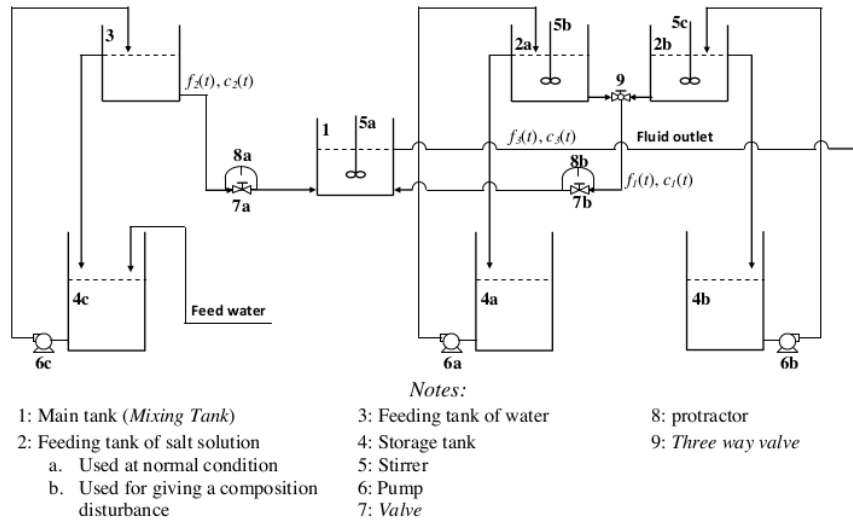 3
5b
2a
5c
2b
9
f₂(t), c₂(t)
1
5a
f₃(t), c₃(t)
Fluid outlet
8a
8b
7a
7b
f₁(t), c₁(t)
4c
Feed water
4a
4b
6c
6a
6b
Notes:
1: Main tank (Mixing Tank)
2: Feeding tank of salt solution
a. Used at normal condition
b. Used for giving a composition
disturbance
3: Feeding tank of water
4: Storage tank
5: Stirrer
6: Pump
7: Valve
8: protractor
9: Three way valve